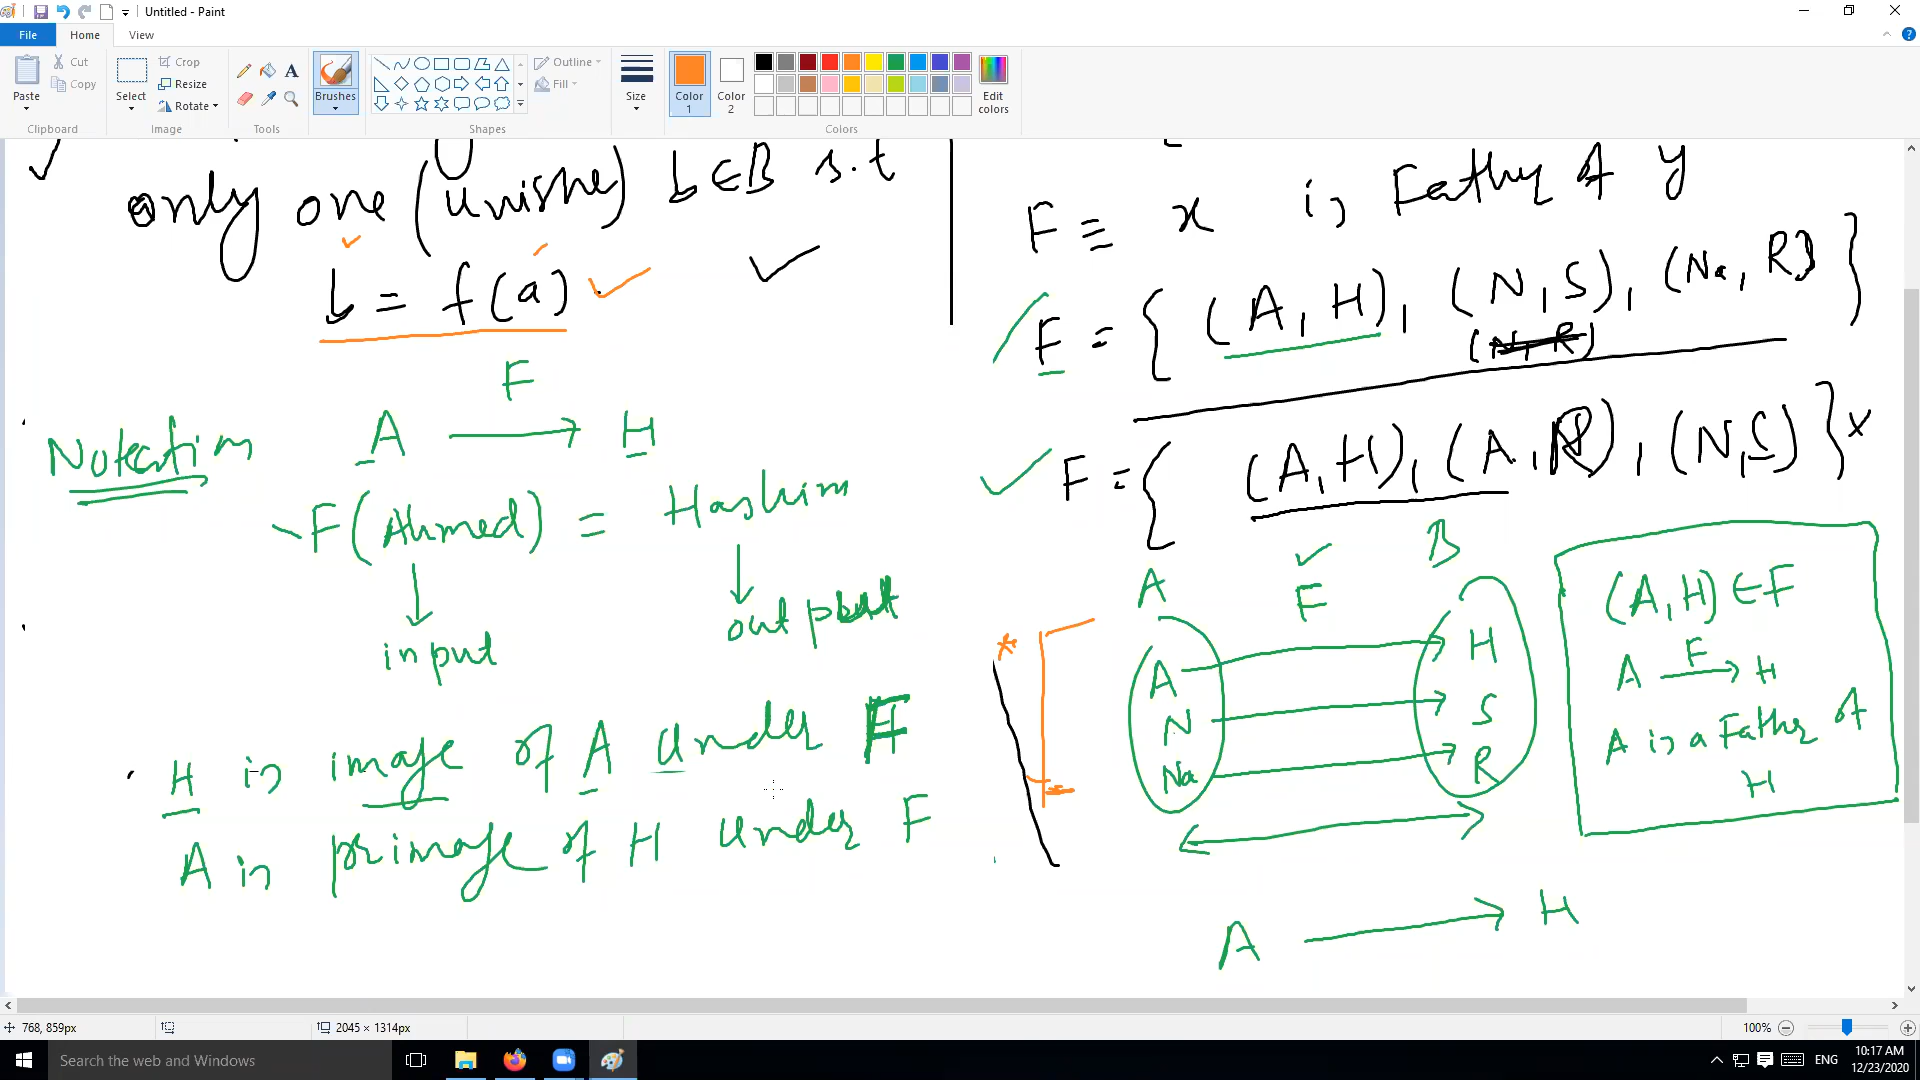 Untitled - Paint
File Home View
Cut
Copy
Paste
Clipboard
Crop
Resize
Rotate
Select
Image
Tools
Brushes
Shapes
Outline
Fill
Size
Color 1
Color 2
Edit colors
Colors
only one (unishe) b∈B s.t
b = f(a)
F
A → H
Notation
F(Ahmed) = Hashim
input
output
H is image of A under F
A is primage of H under F
F ≡ x is Father of y
F = { (A, H), (N, S), (Na, R) }
(N, R)
F = { (A, H), (A, R), (N, S) } x
A F B
A H
N S
Na R
(A, H) ∈ F
F
A → H
A is a Father of
H
*
A → H
768, 859px
2045 × 1314px
100%
Search the web and Windows
ENG
10:17 AM
12/23/2020